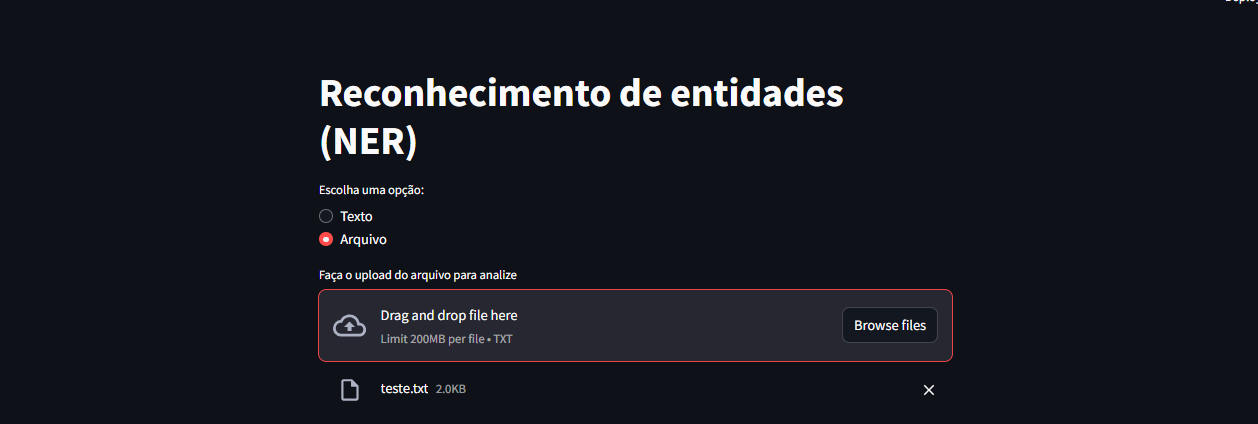 Reconhecimento de entidades
(NER)
Escolha uma opção:
Texto
Arquivo
Faça o upload do arquivo para analize
Drag and drop file here
Limit 200MB per file • TXT
Browse files
teste.txt 2.0KB